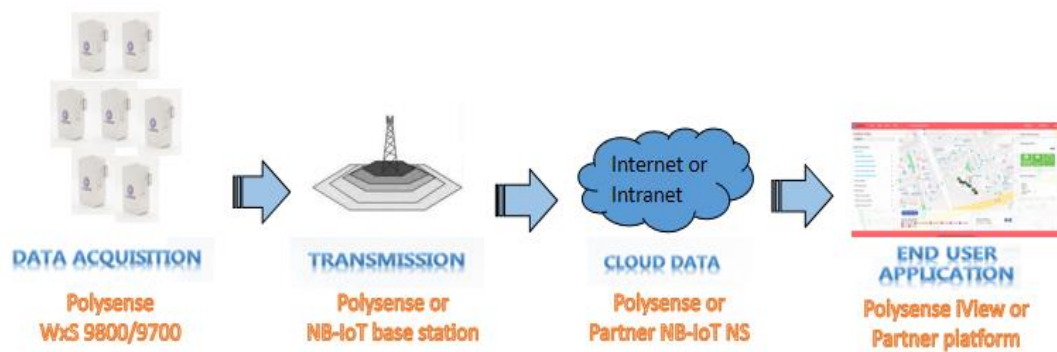 Internet or
Intranet
DATA ACQUISITION
TRANSMISSION
CLOUD DATA
END USER
APPLICATION
Polysense
WxS 9800/9700
Polysense or
NB-IoT base station
Polysense or
Partner NB-IoT NS
Polysense iView or
Partner platform